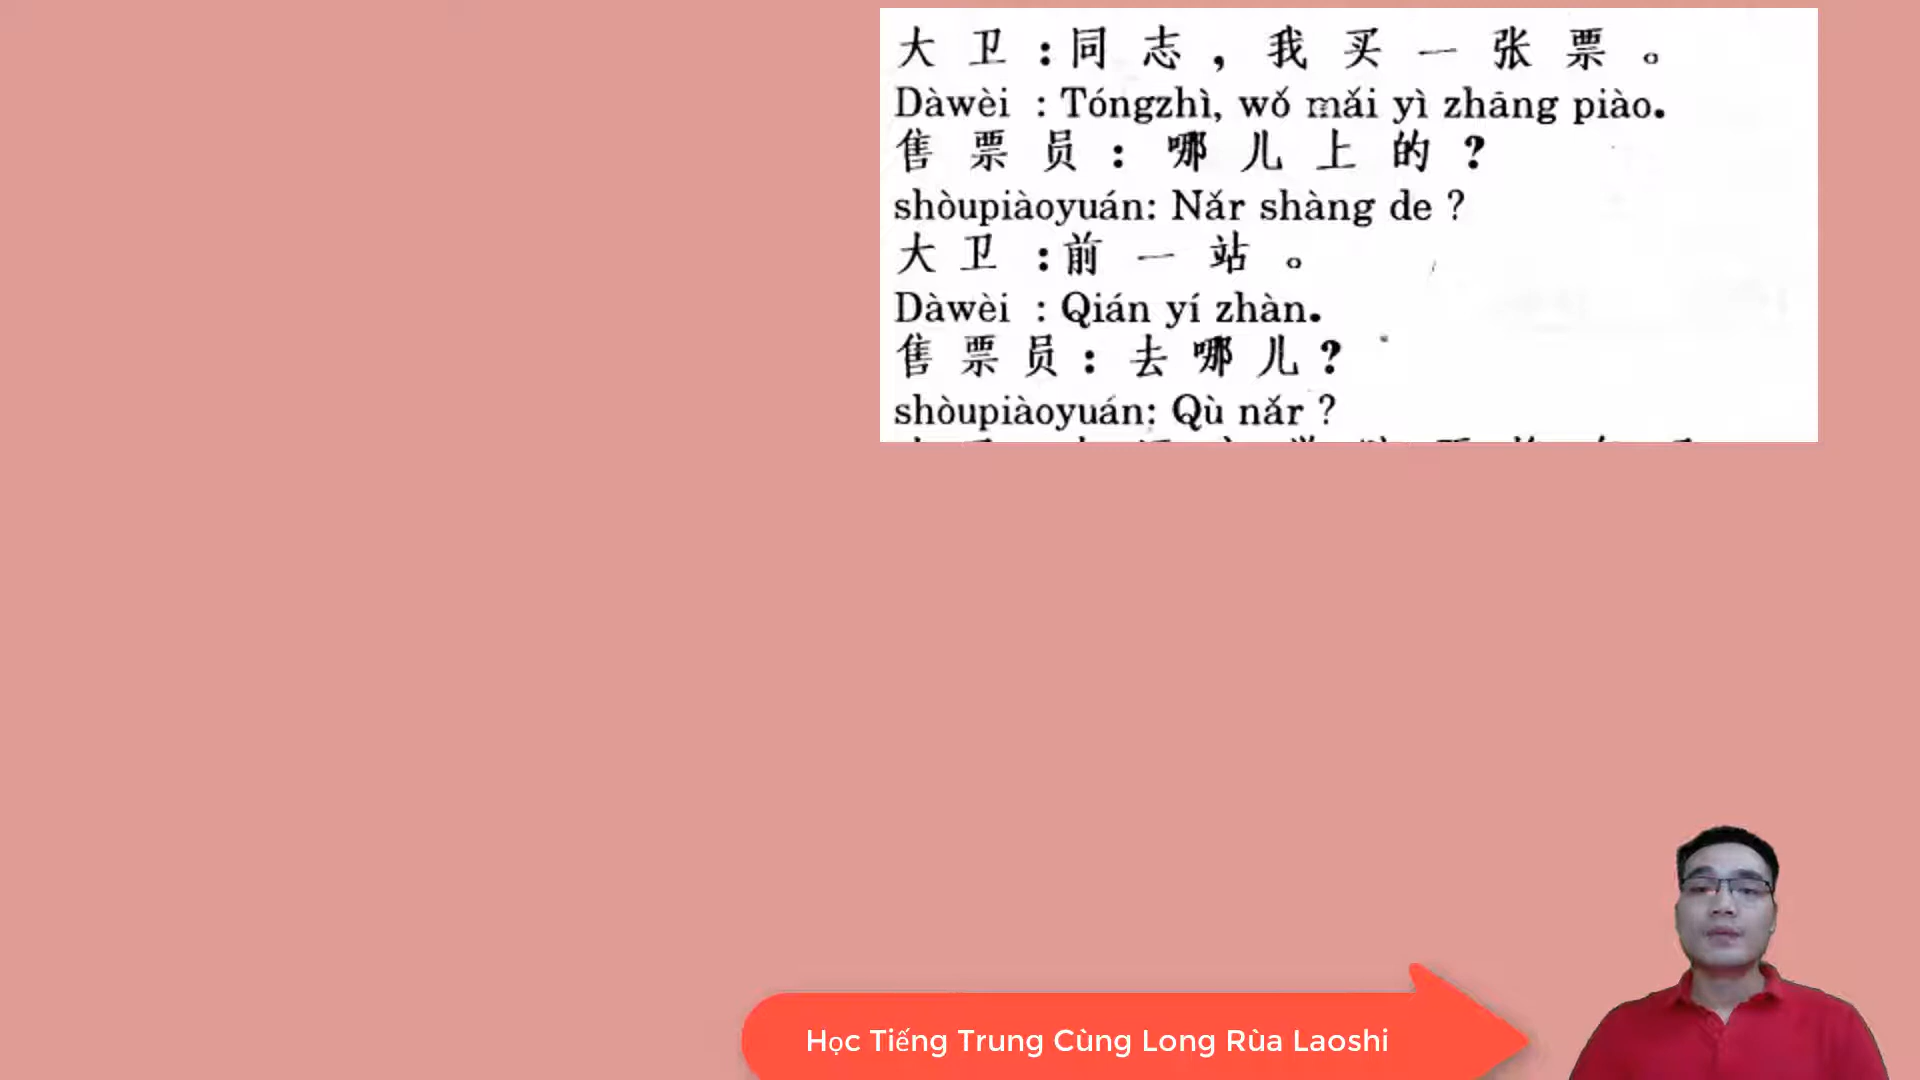 大卫：同志，我买一张票。
Dàwèi : Tóngzhì, wǒ mǎi yì zhāng piào.
售票员：哪儿上的？
shòupiàoyuán: Nǎr shàng de ?
大卫：前一站。
Dàwèi : Qián yí zhàn.
售票员：去哪儿？
shòupiàoyuán: Qù nǎr ?
Học Tiếng Trung Cùng Long Rùa Laoshi